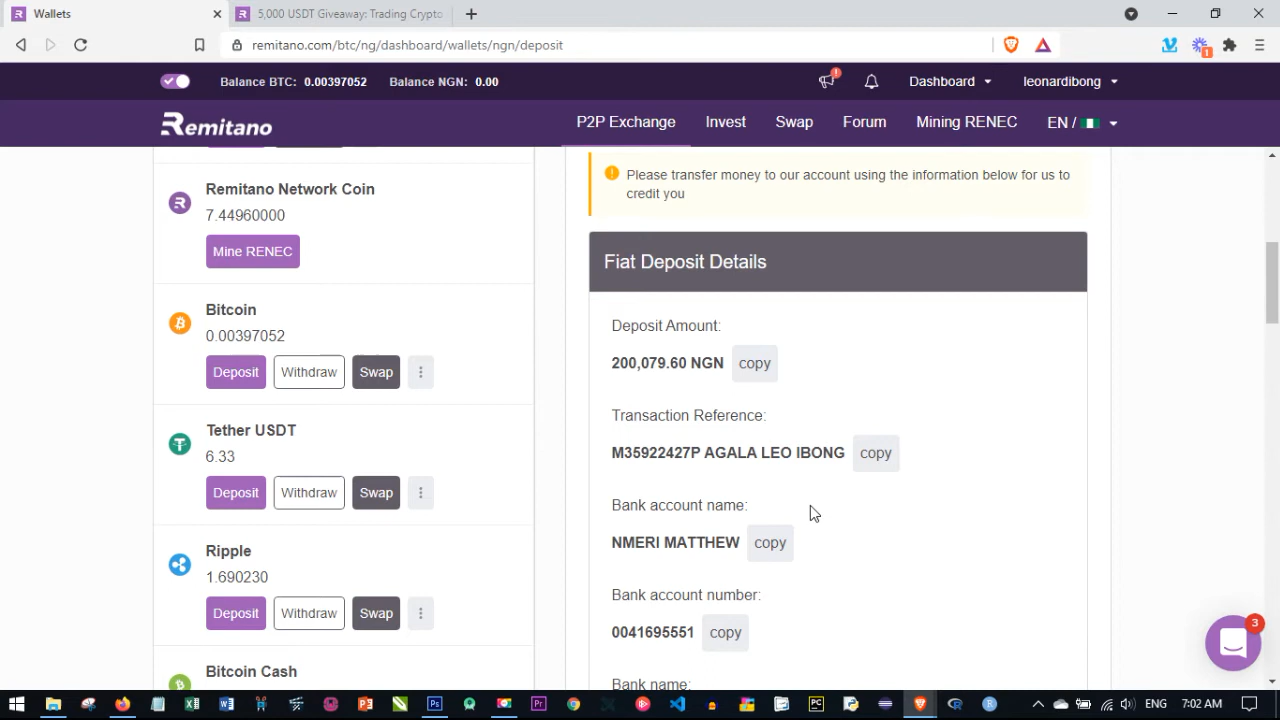 Wallets
5,000 USDT Giveaway: Trading Crypto
remitano.com/btc/ng/dashboard/wallets/ngn/deposit
1
Balance BTC: 0.00397052 Balance NGN: 0.00
!
Dashboard
leonardibong
Remitano
P2P Exchange
Invest
Swap
Forum
Mining RENEC
EN /
Remitano Network Coin
7.44960000
Mine RENEC
Bitcoin
0.00397052
Deposit
Withdraw
Swap
Tether USDT
6.33
Deposit
Withdraw
Swap
Ripple
1.690230
Deposit
Withdraw
Swap
Bitcoin Cash
Please transfer money to our account using the information below for us to
credit you
Fiat Deposit Details
Deposit Amount:
200,079.60 NGN copy
Transaction Reference:
M35922427P AGALA LEO IBONG copy
Bank account name:
NMERI MATTHEW copy
Bank account number:
0041695551 copy
Bank name:
3
ENG
7:02 AM